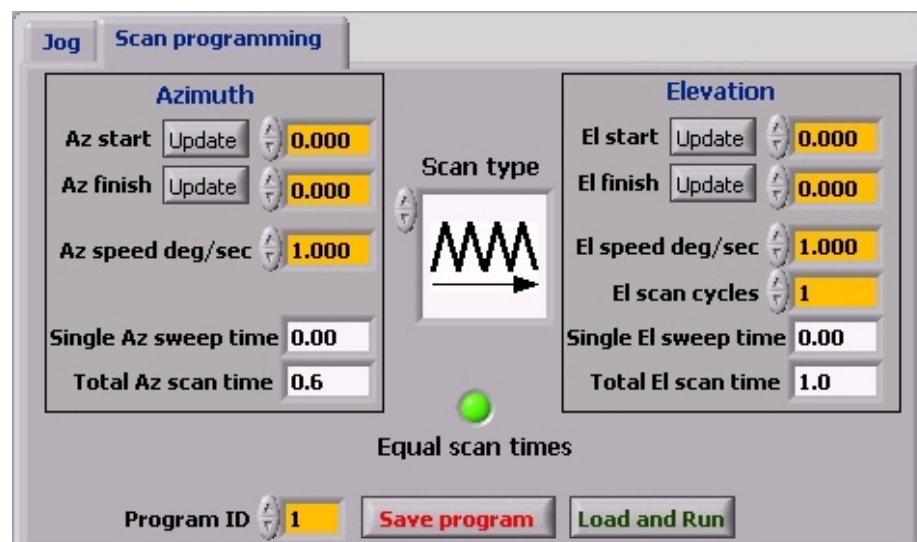 Jog
Scan programming
Azimuth
Az start Update 0.000
Az finish Update 0.000
Az speed deg/sec 1.000
Single Az sweep time 0.00
Total Az scan time 0.6
Scan type
Elevation
El start Update 0.000
El finish Update 0.000
El speed deg/sec 1.000
El scan cycles 1
Single El sweep time 0.00
Total El scan time 1.0
Equal scan times
Program ID 1 Save program Load and Run